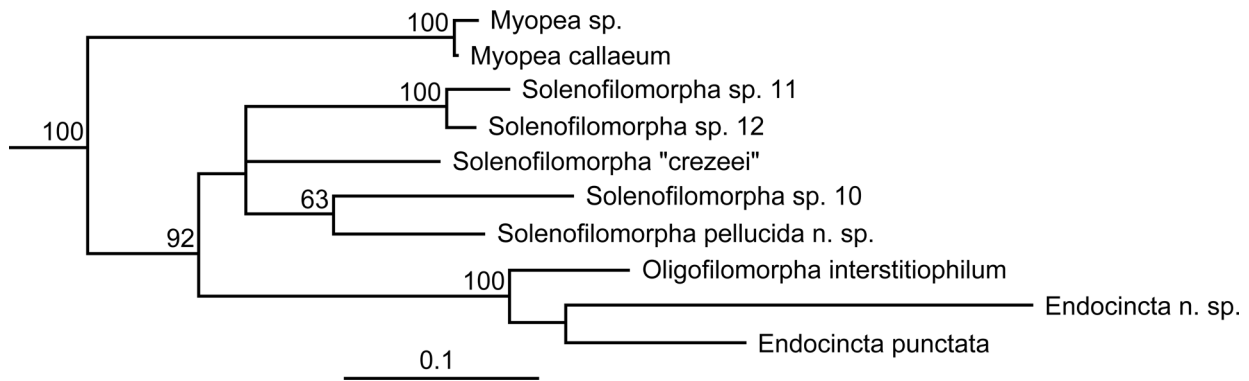 100 Myopea sp.
Myopea callaeum
100 Solenofilomorpha sp. 11
Solenofilomorpha sp. 12
100
Solenofilomorpha "crezeei"
63 Solenofilomorpha sp. 10
Solenofilomorpha pellucida n. sp.
92
100 Oligofilomorpha interstitiophilum
Endocincta n. sp.
Endocincta punctata
0.1